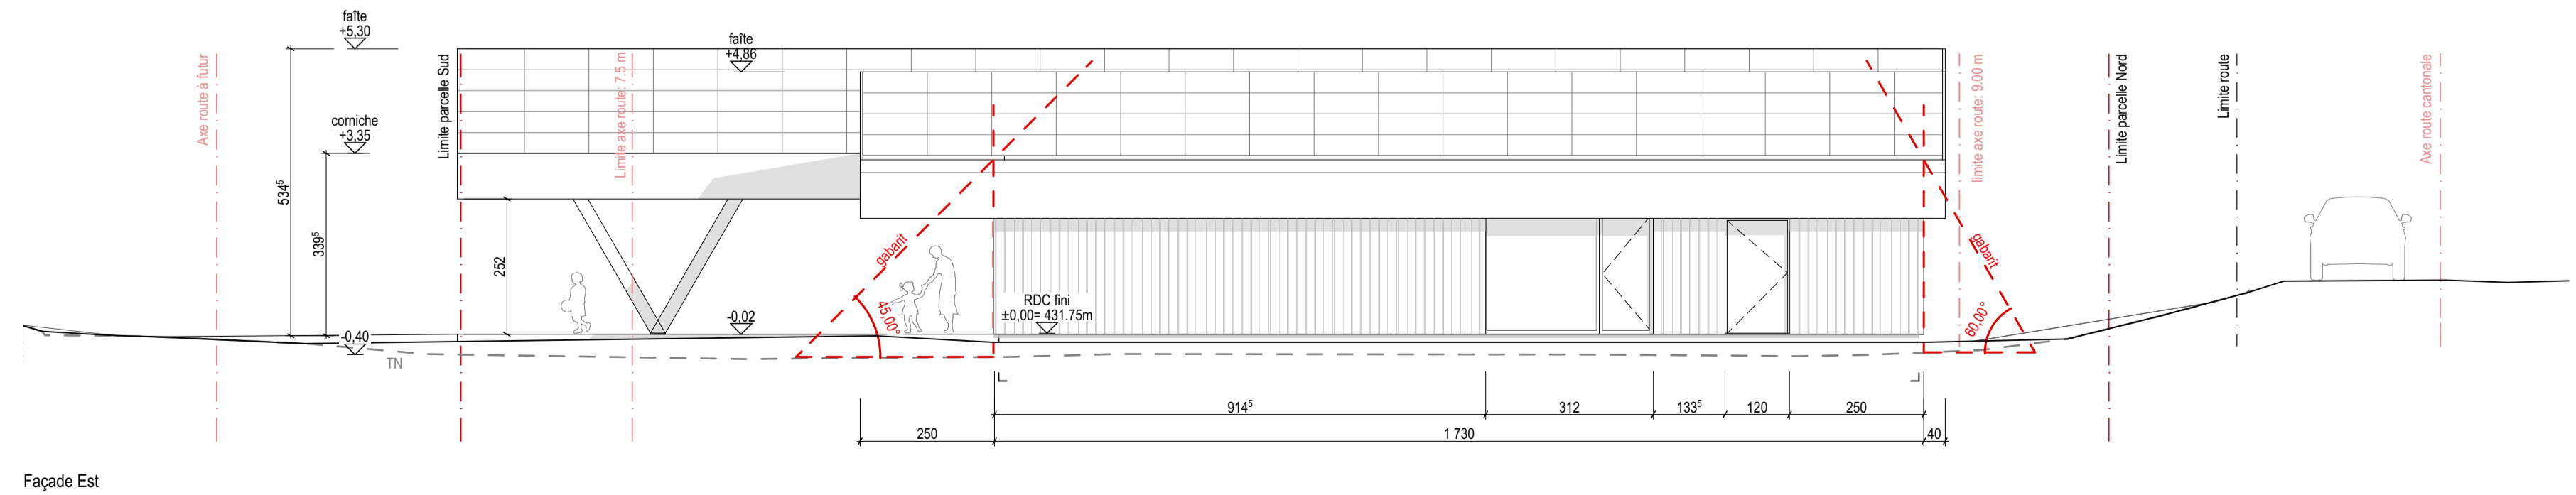 faîte
+5,30
Axe route à futur
Limite parcelle Sud
Limite axe route: 7.5 m
faîte
+4,86
corniche
+3,35
534⁵
339⁵
252
-0,40
TN
-0,02
gabarit
45,00°
RDC fini
±0,00= 431.75m
gabarit
60,00°
limite axe route: 9.00 m
Limite parcelle Nord
Limite route
Axe route cantonale
914⁵
312
133⁵
120
250
250
1 730
40
Façade Est